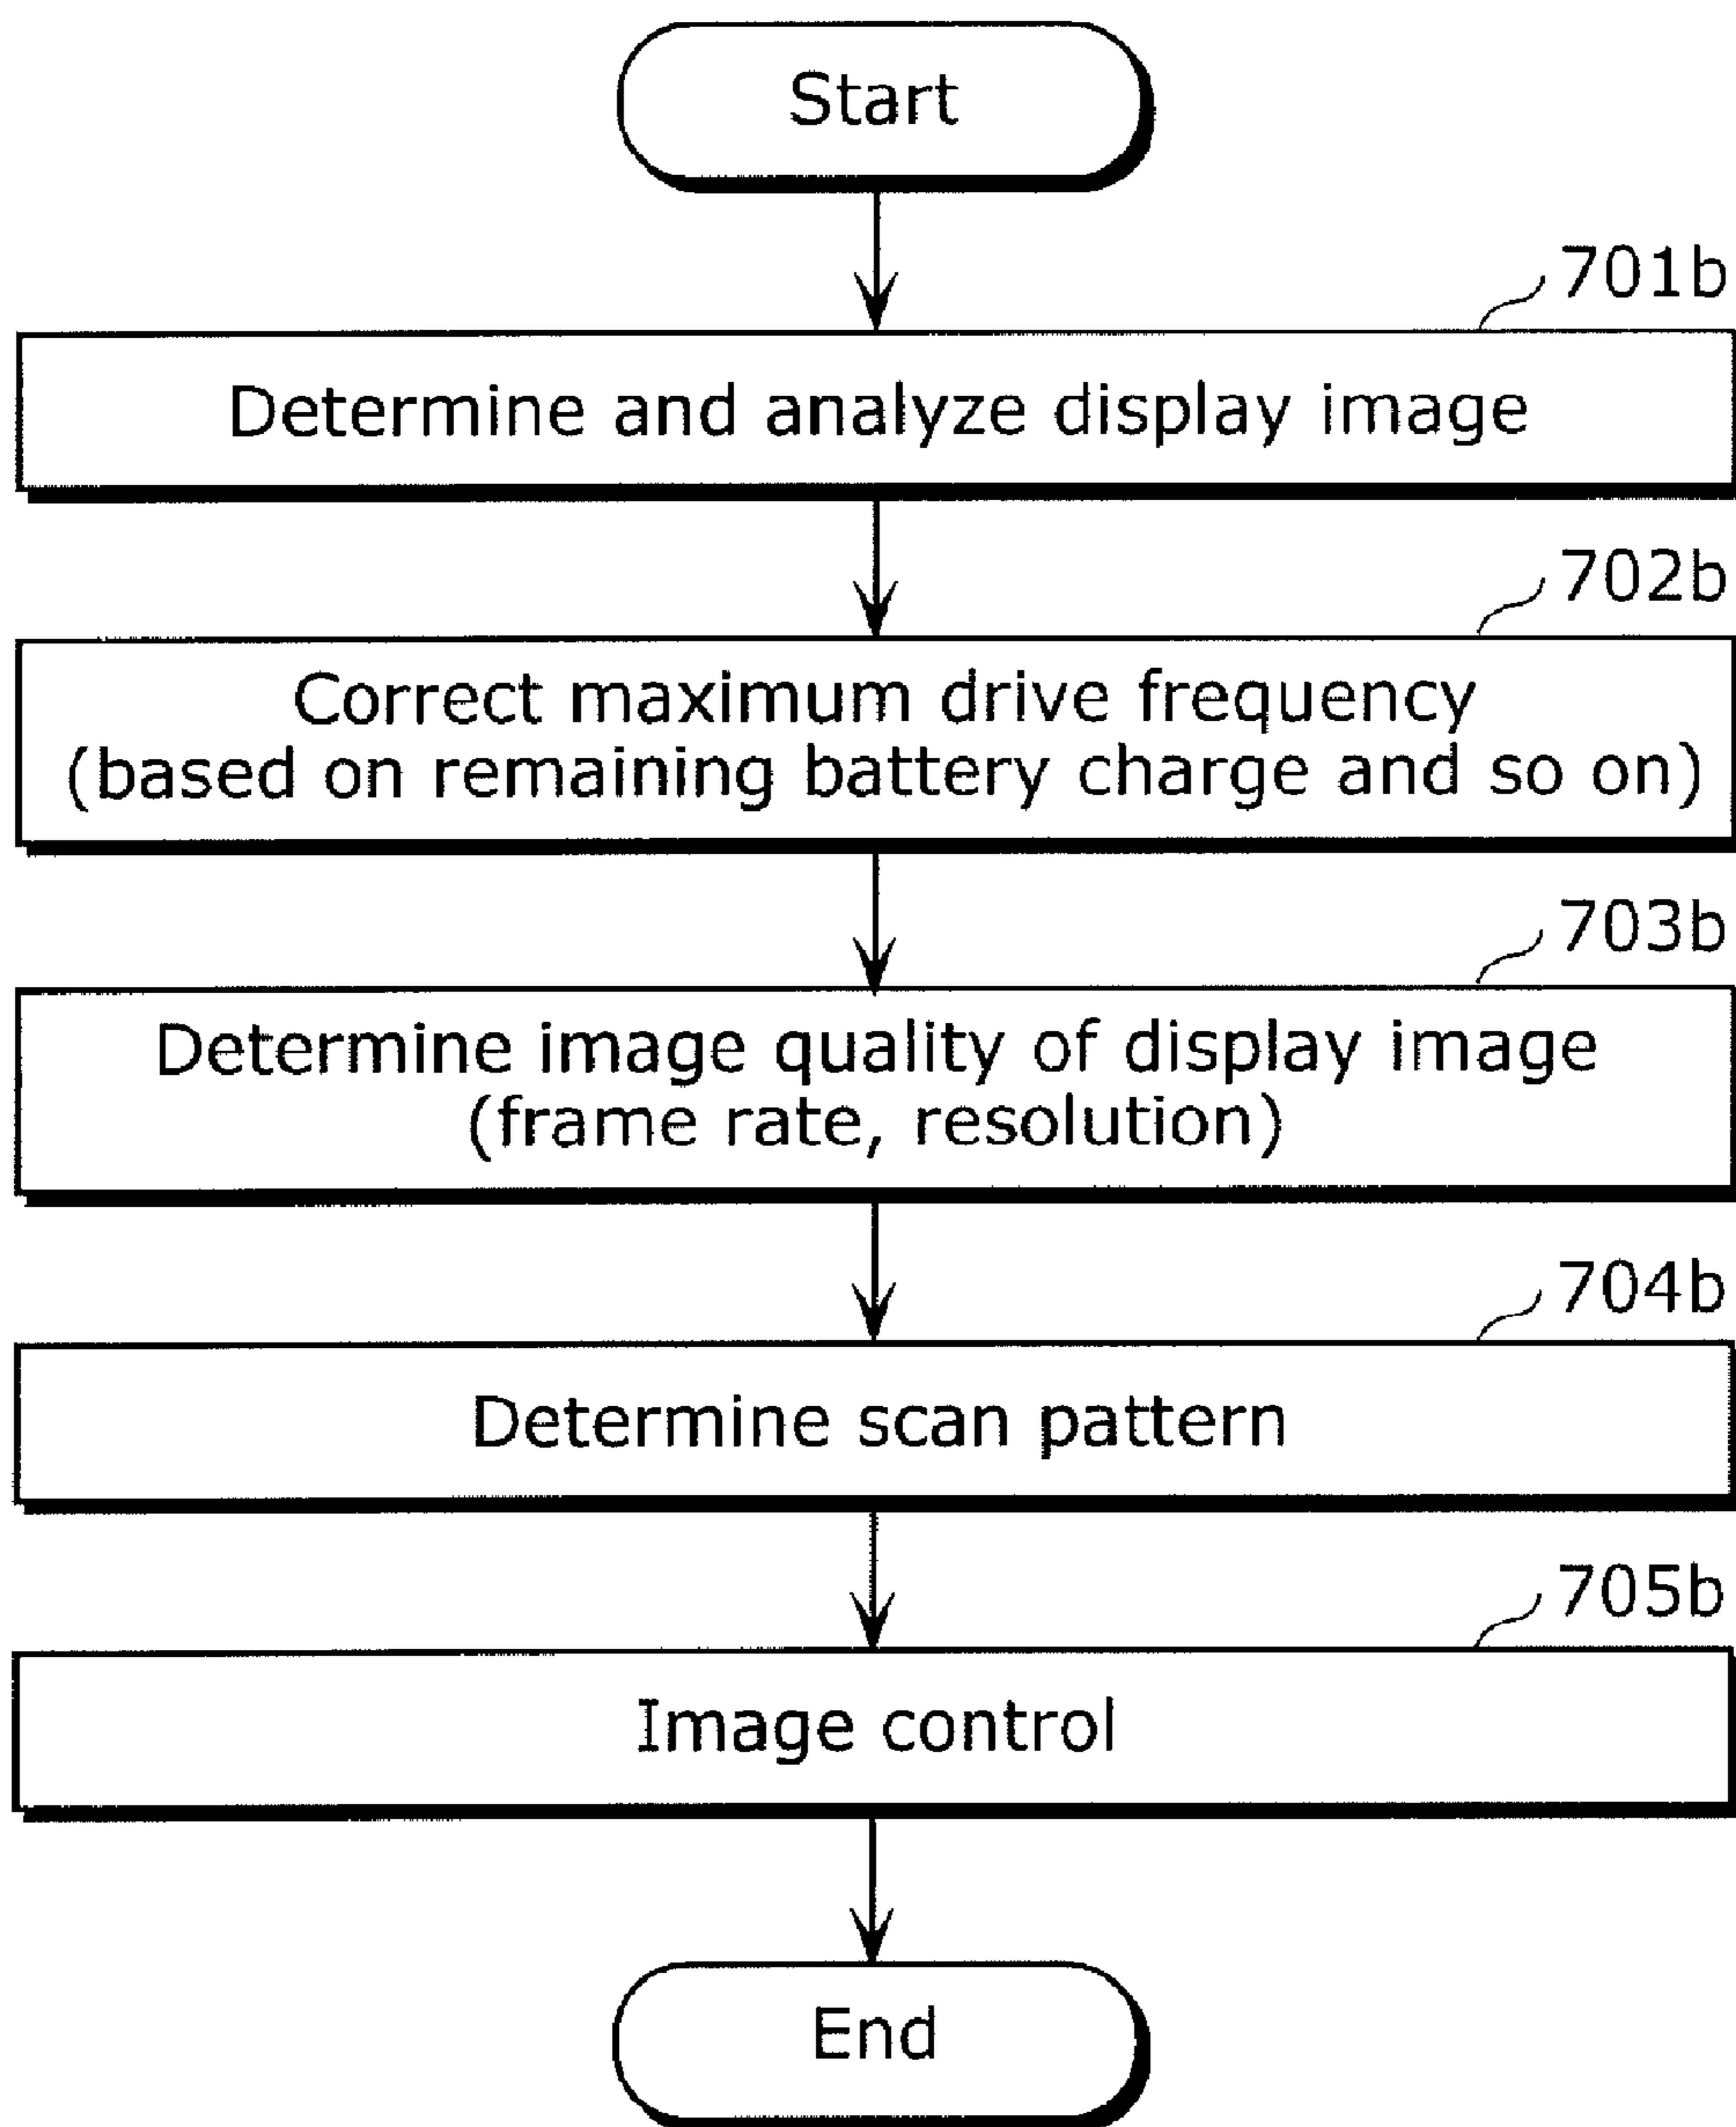 Start
701b
Determine and analyze display image
702b
Correct maximum drive frequency
(based on remaining battery charge and so on)
703b
Determine image quality of display image
(frame rate, resolution)
704b
Determine scan pattern
705b
Image control
End